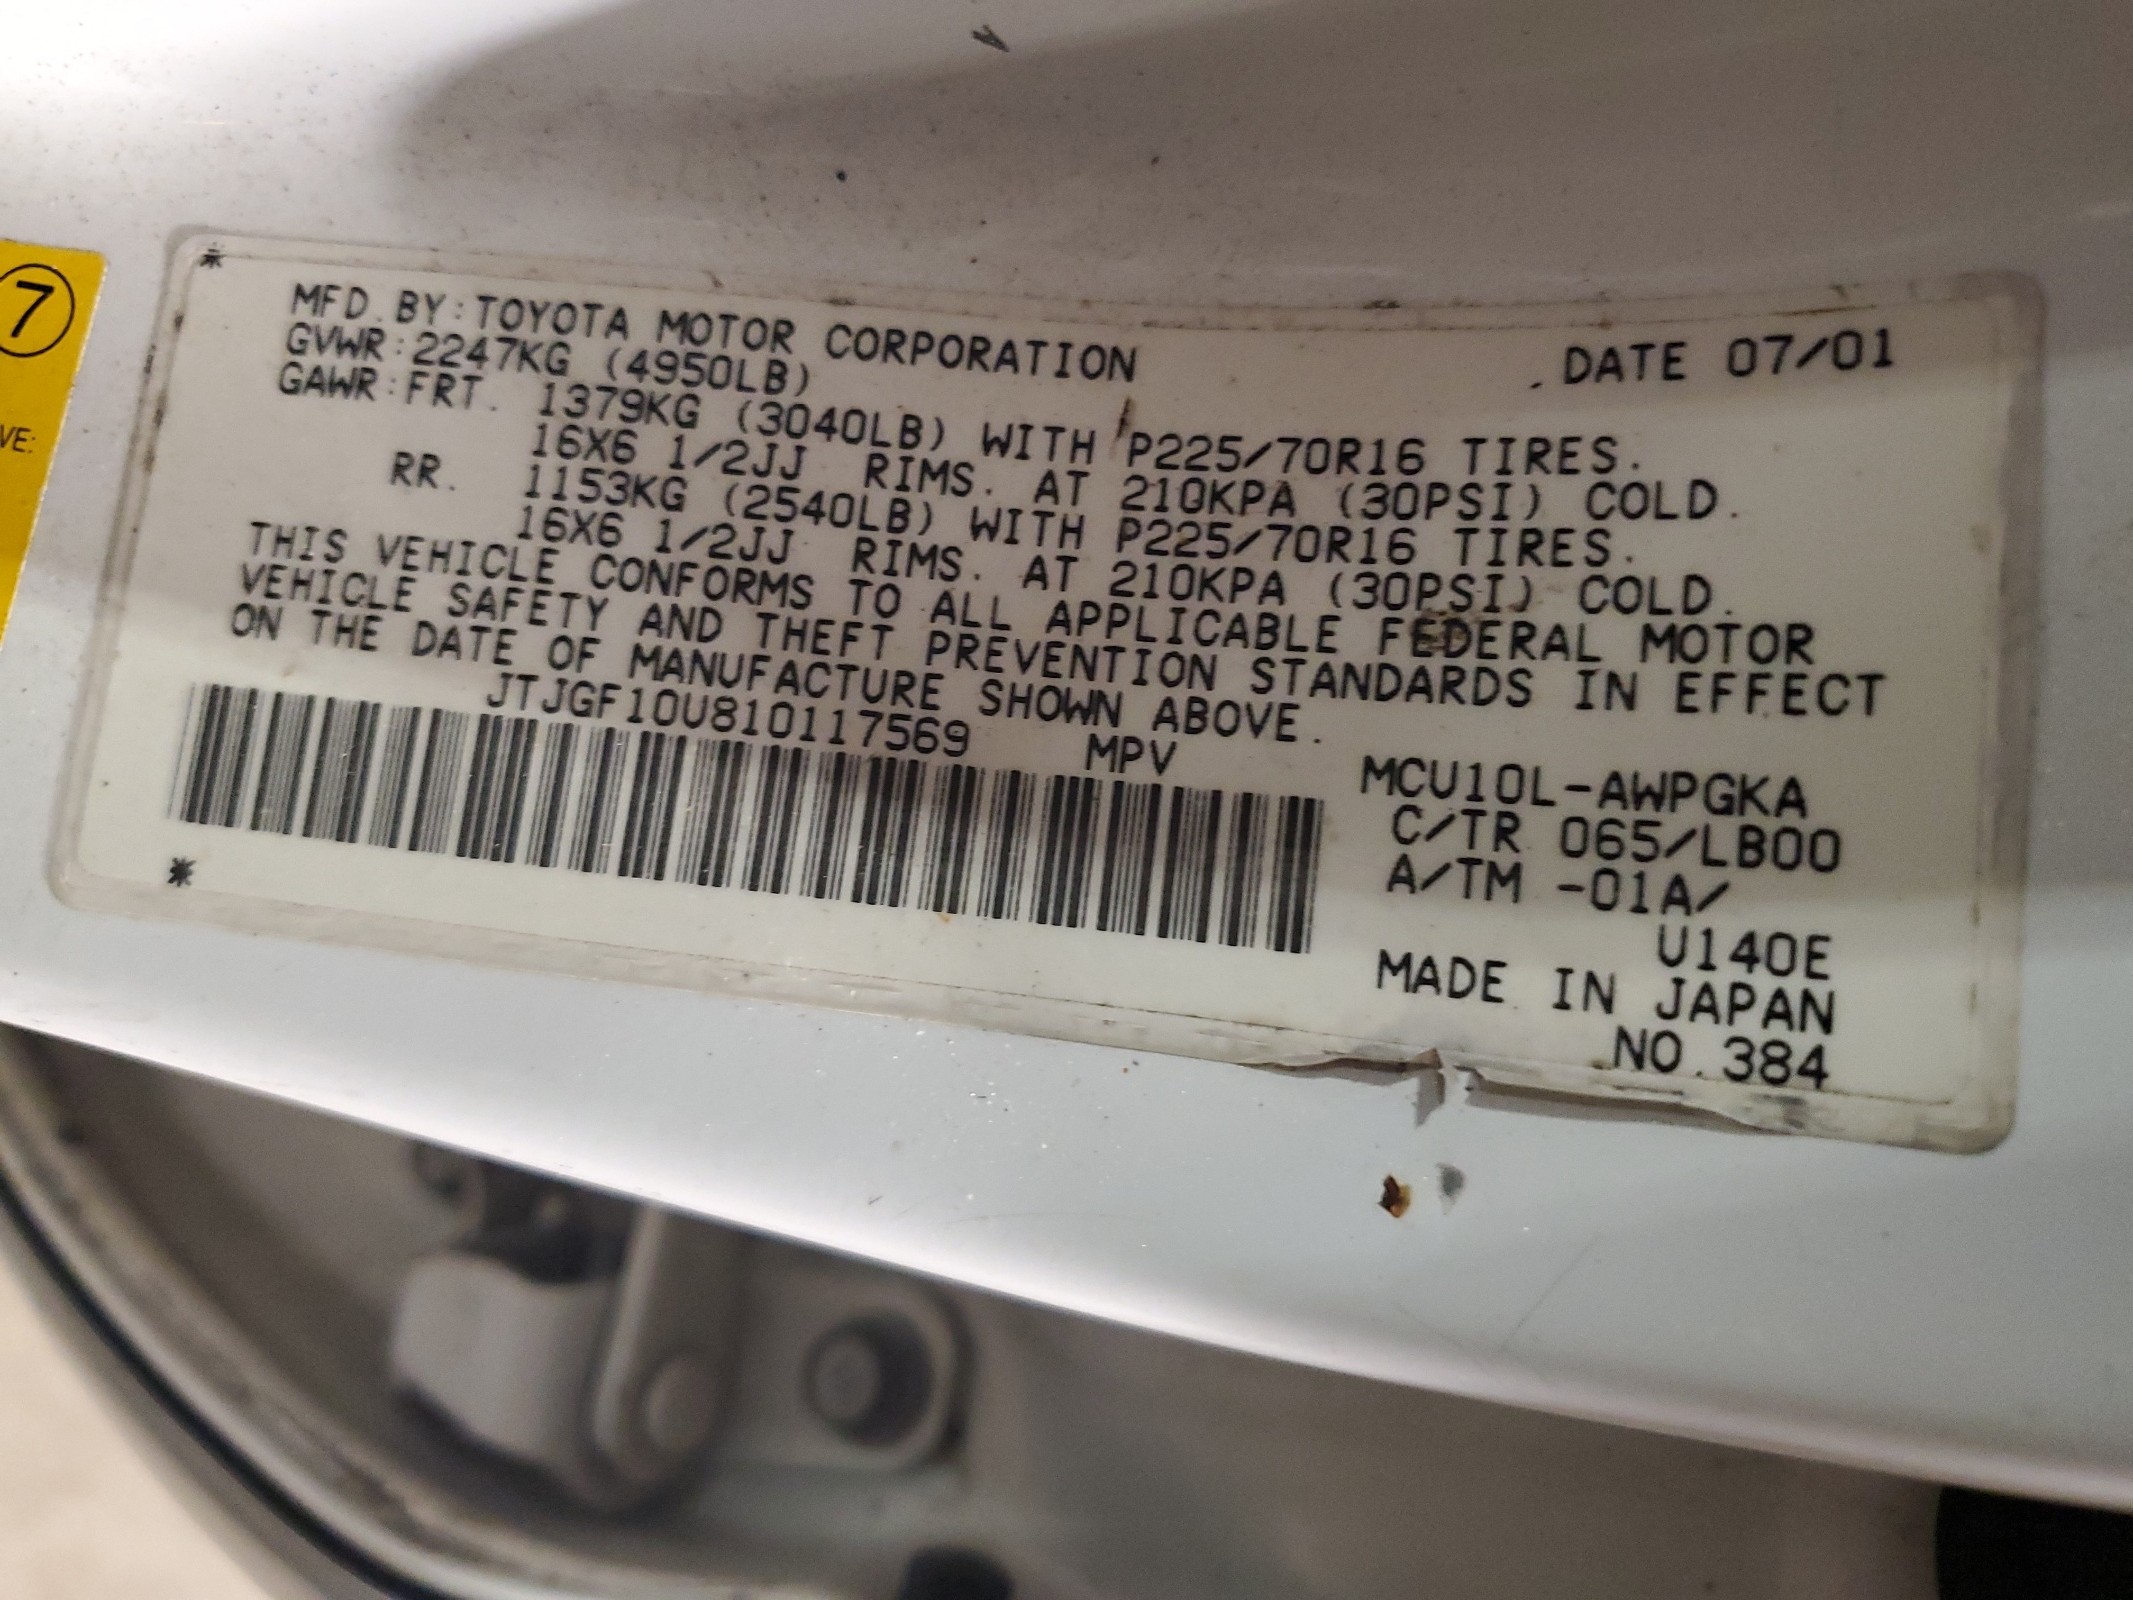 7
VE:
MFD. BY: TOYOTA MOTOR CORPORATION DATE 07/01
GVWR: 2247KG (4950LB)
GAWR: FRT. 1379KG (3040LB) WITH P225/70R16 TIRES.
16X6 1/2JJ RIMS. AT 210KPA (30PSI) COLD.
RR. 1153KG (2540LB) WITH P225/70R16 TIRES.
16X6 1/2JJ RIMS. AT 210KPA (30PSI) COLD.
THIS VEHICLE CONFORMS TO ALL APPLICABLE FEDERAL MOTOR
VEHICLE SAFETY AND THEFT PREVENTION STANDARDS IN EFFECT
ON THE DATE OF MANUFACTURE SHOWN ABOVE.
JTJGF10U810117569 MPV
MCU10L-AWPGKA
C/TR 065/LB00
A/TM -01A/
U140E
MADE IN JAPAN
NO. 384